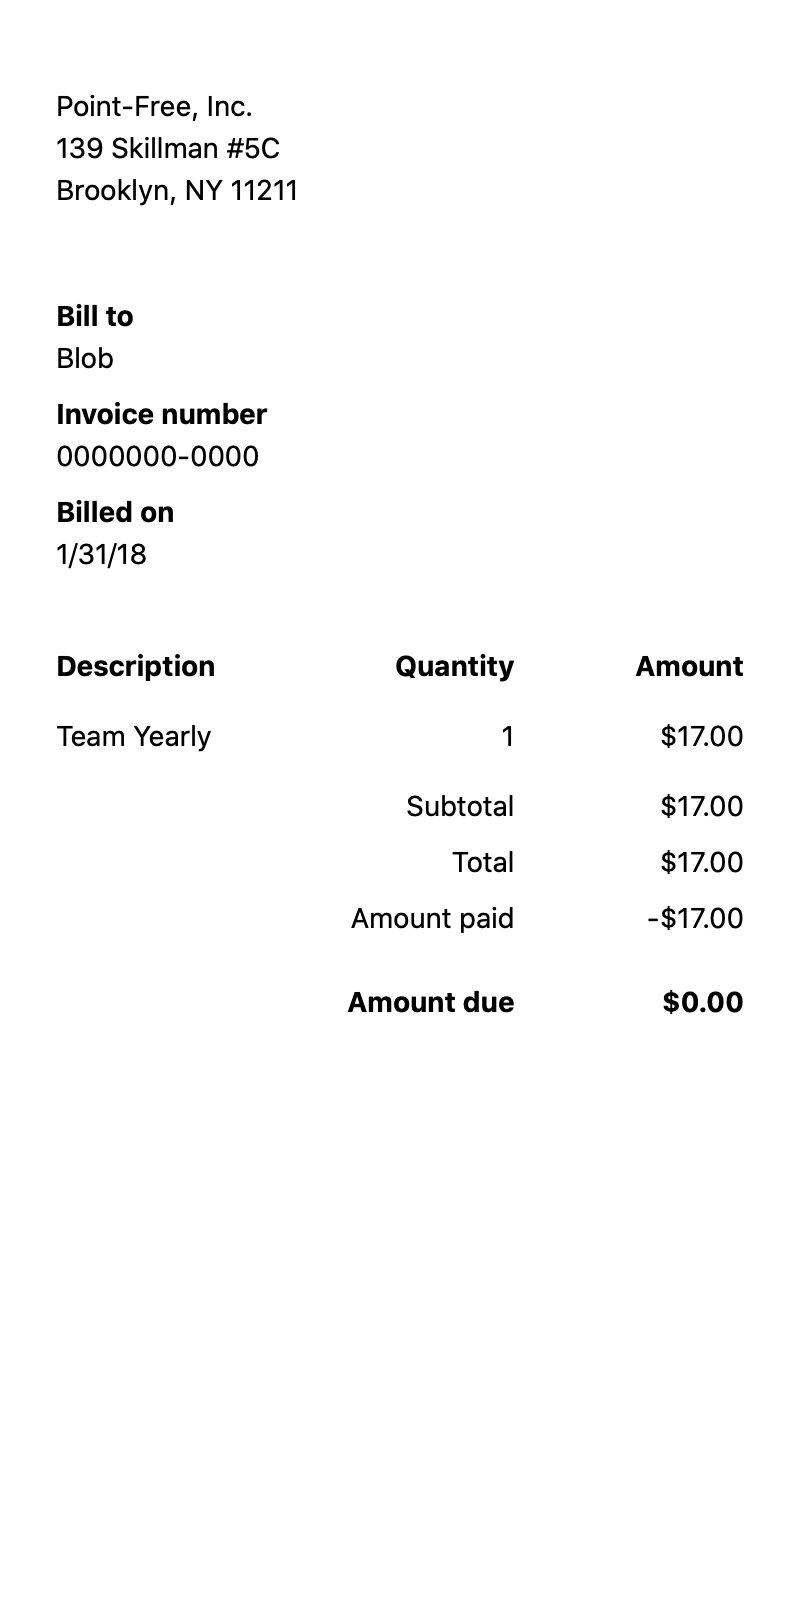 Point-Free, Inc.
139 Skillman #5C
Brooklyn, NY 11211
Bill to
Blob
Invoice number
0000000-0000
Billed on
1/31/18
Description Quantity Amount
Team Yearly 1 $17.00
Subtotal $17.00
Total $17.00
Amount paid -$17.00
Amount due $0.00